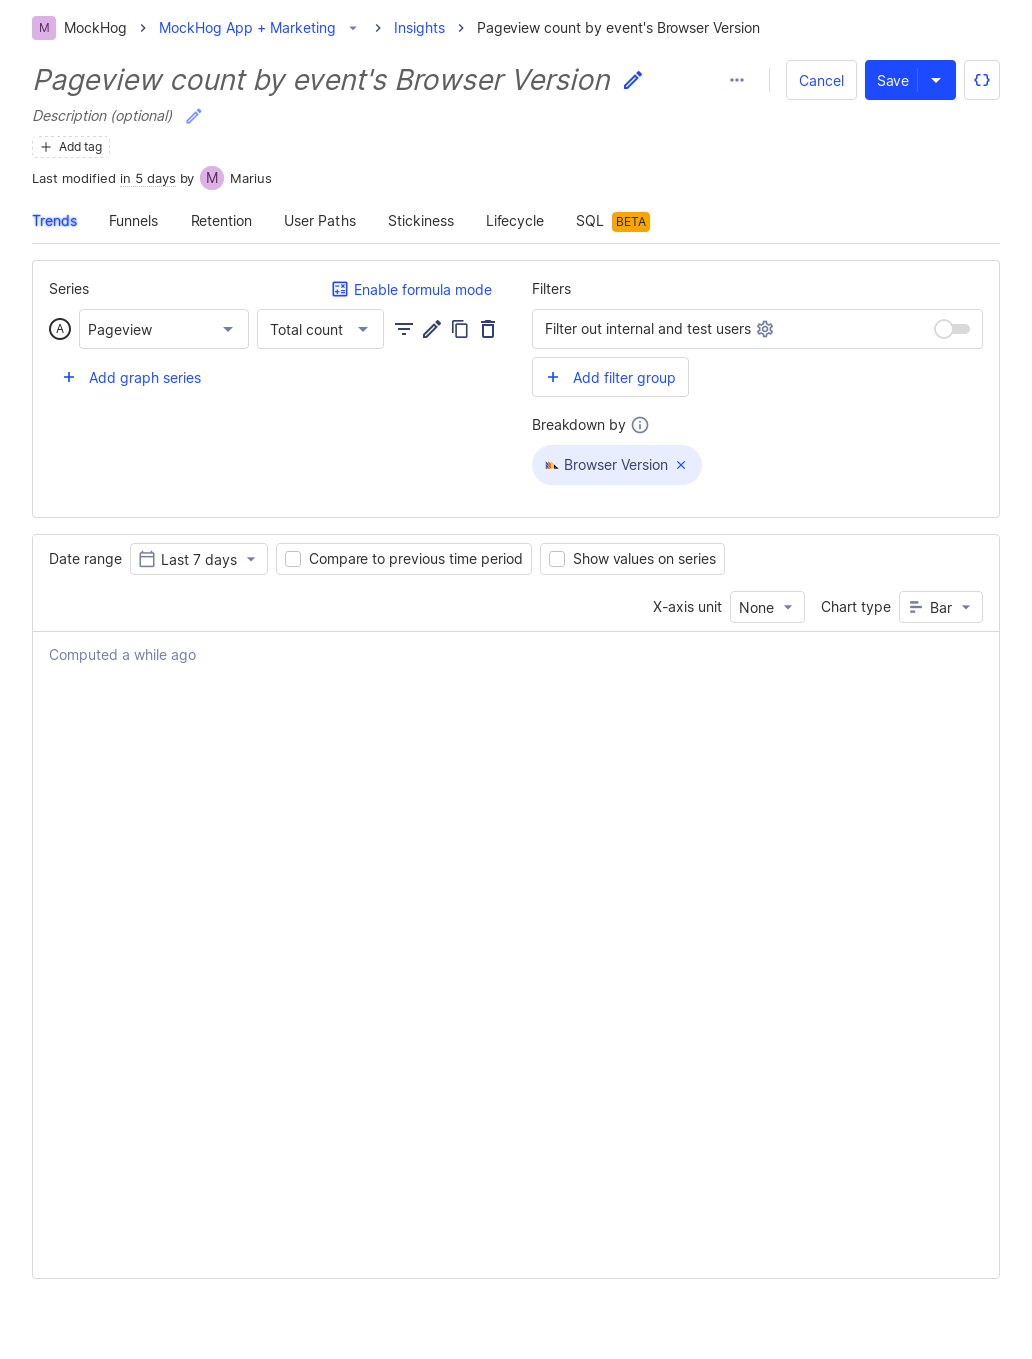 M MockHog MockHog App + Marketing Insights Pageview count by event's Browser Version
Pageview count by event's Browser Version Cancel Save
Description (optional)
Add tag
Last modified in 5 days by M Marius
Trends Funnels Retention User Paths Stickiness Lifecycle SQL BETA
Series Enable formula mode Filters
A Pageview Total count Filter out internal and test users
Add graph series Add filter group
Breakdown by
Browser Version
Date range Last 7 days Compare to previous time period Show values on series
X-axis unit None Chart type Bar
Computed a while ago